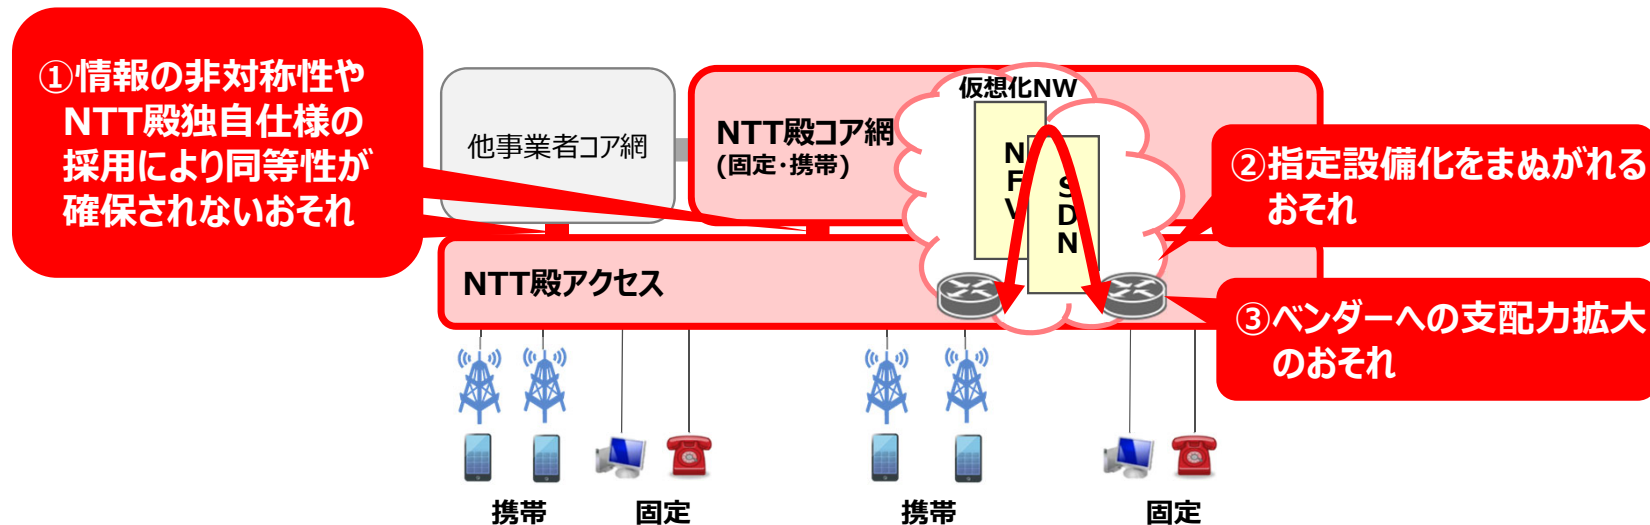 ①情報の非対称性や
NTT殿独自仕様の
採用により同等性が
確保されないおそれ
他事業者コア網
NTT殿コア網
(固定・携帯)
仮想化NW
NFV
SDN
②指定設備化をまぬがれる
おそれ
NTT殿アクセス
③ベンダーへの支配力拡大
のおそれ
携帯
固定
携帯
固定